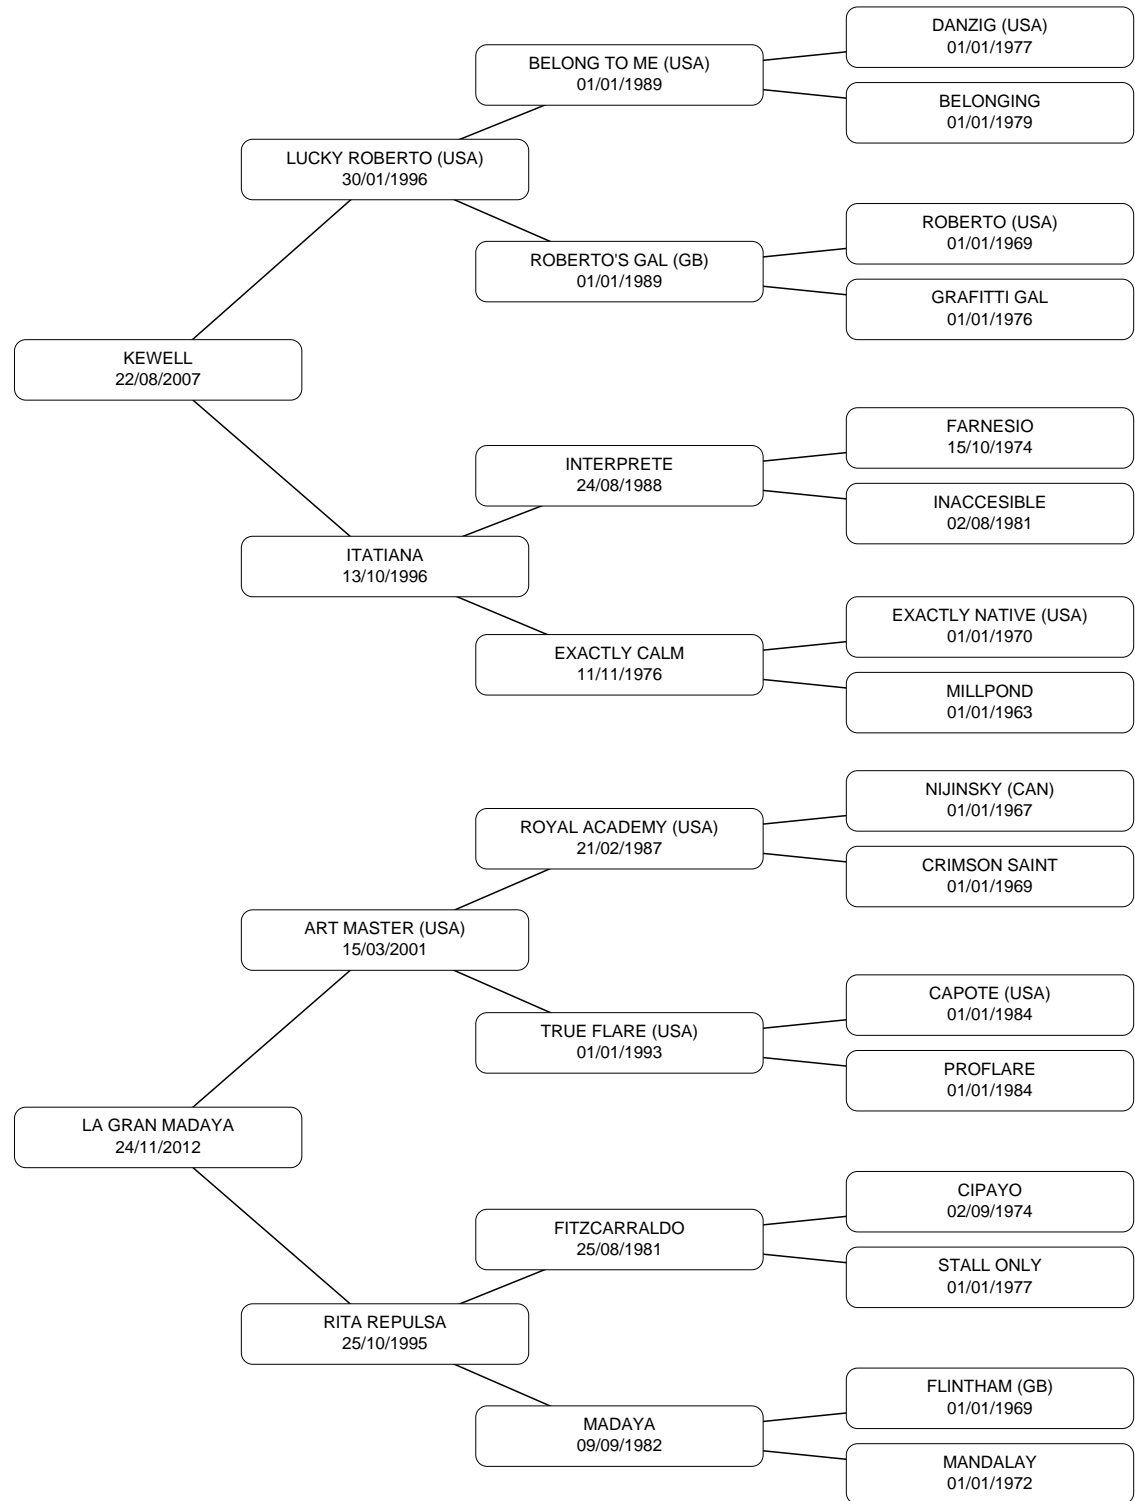 DANZIG (USA)
01/01/1977
BELONG TO ME (USA)
01/01/1989
BELONGING
01/01/1979
LUCKY ROBERTO (USA)
30/01/1996
ROBERTO (USA)
01/01/1969
ROBERTO'S GAL (GB)
01/01/1989
GRAFITTI GAL
01/01/1976
KEWELL
22/08/2007
FARNESIO
15/10/1974
INTERPRETE
24/08/1988
INACCESIBLE
02/08/1981
ITATIANA
13/10/1996
EXACTLY NATIVE (USA)
01/01/1970
EXACTLY CALM
11/11/1976
MILLPOND
01/01/1963
NIJINSKY (CAN)
01/01/1967
ROYAL ACADEMY (USA)
21/02/1987
CRIMSON SAINT
01/01/1969
ART MASTER (USA)
15/03/2001
CAPOTE (USA)
01/01/1984
TRUE FLARE (USA)
01/01/1993
PROFLARE
01/01/1984
LA GRAN MADAYA
24/11/2012
CIPAYO
02/09/1974
FITZCARRALDO
25/08/1981
STALL ONLY
01/01/1977
RITA REPULSA
25/10/1995
FLINTHAM (GB)
01/01/1969
MADAYA
09/09/1982
MANDALAY
01/01/1972